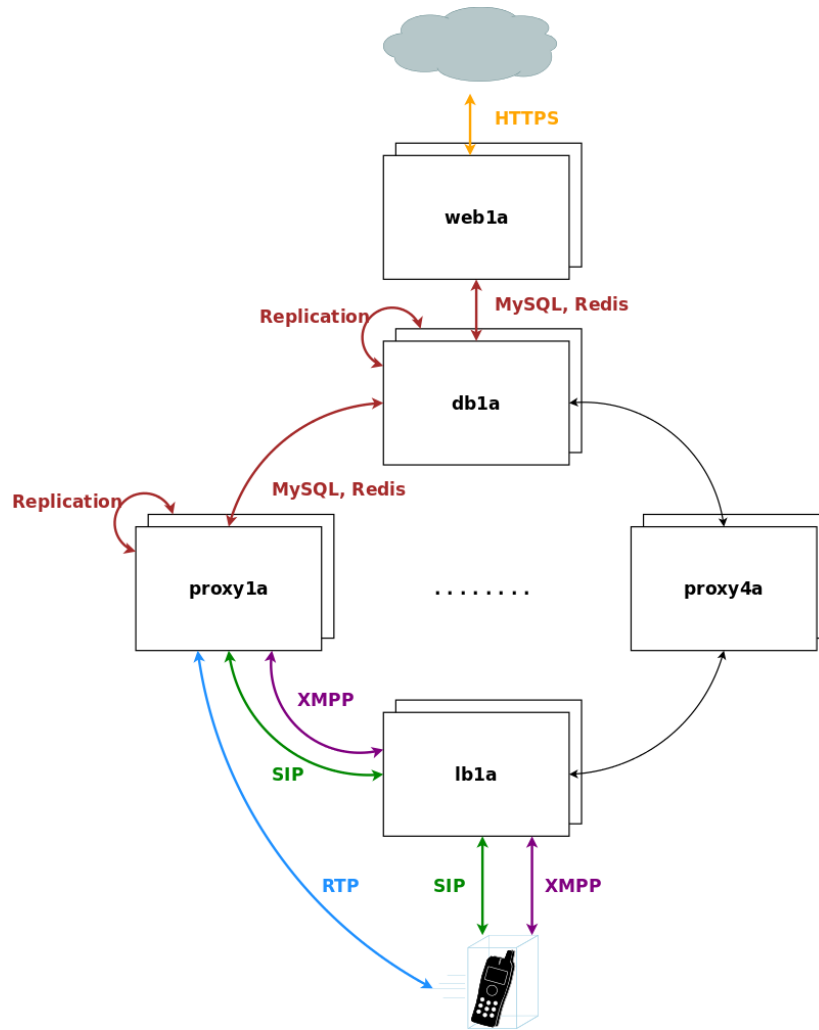 HTTPS
web1a
MySQL, Redis
Replication
db1a
MySQL, Redis
Replication
proxy1a
........
proxy4a
XMPP
SIP
lb1a
RTP
SIP
XMPP